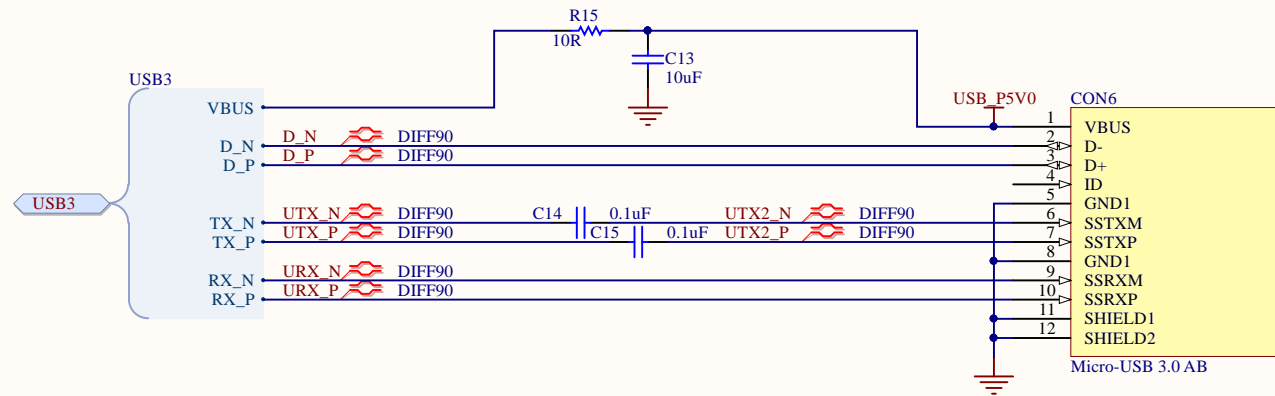 R15
10R
C13
10uF
USB3
USB_P5V0
CON6
VBUS
1
VBUS
D_N
D_N
DIFF90
2
D-
D_P
D_P
DIFF90
3
D+
4
ID
USB3
5
GND1
TX_N
UTX_N
DIFF90
C14
0.1uF
UTX2_N
DIFF90
6
SSTXM
TX_P
UTX_P
DIFF90
C15
0.1uF
UTX2_P
DIFF90
7
SSTXP
8
GND1
RX_N
URX_N
DIFF90
9
SSRXM
RX_P
URX_P
DIFF90
10
SSRXP
11
SHIELD1
12
SHIELD2
Micro-USB 3.0 AB